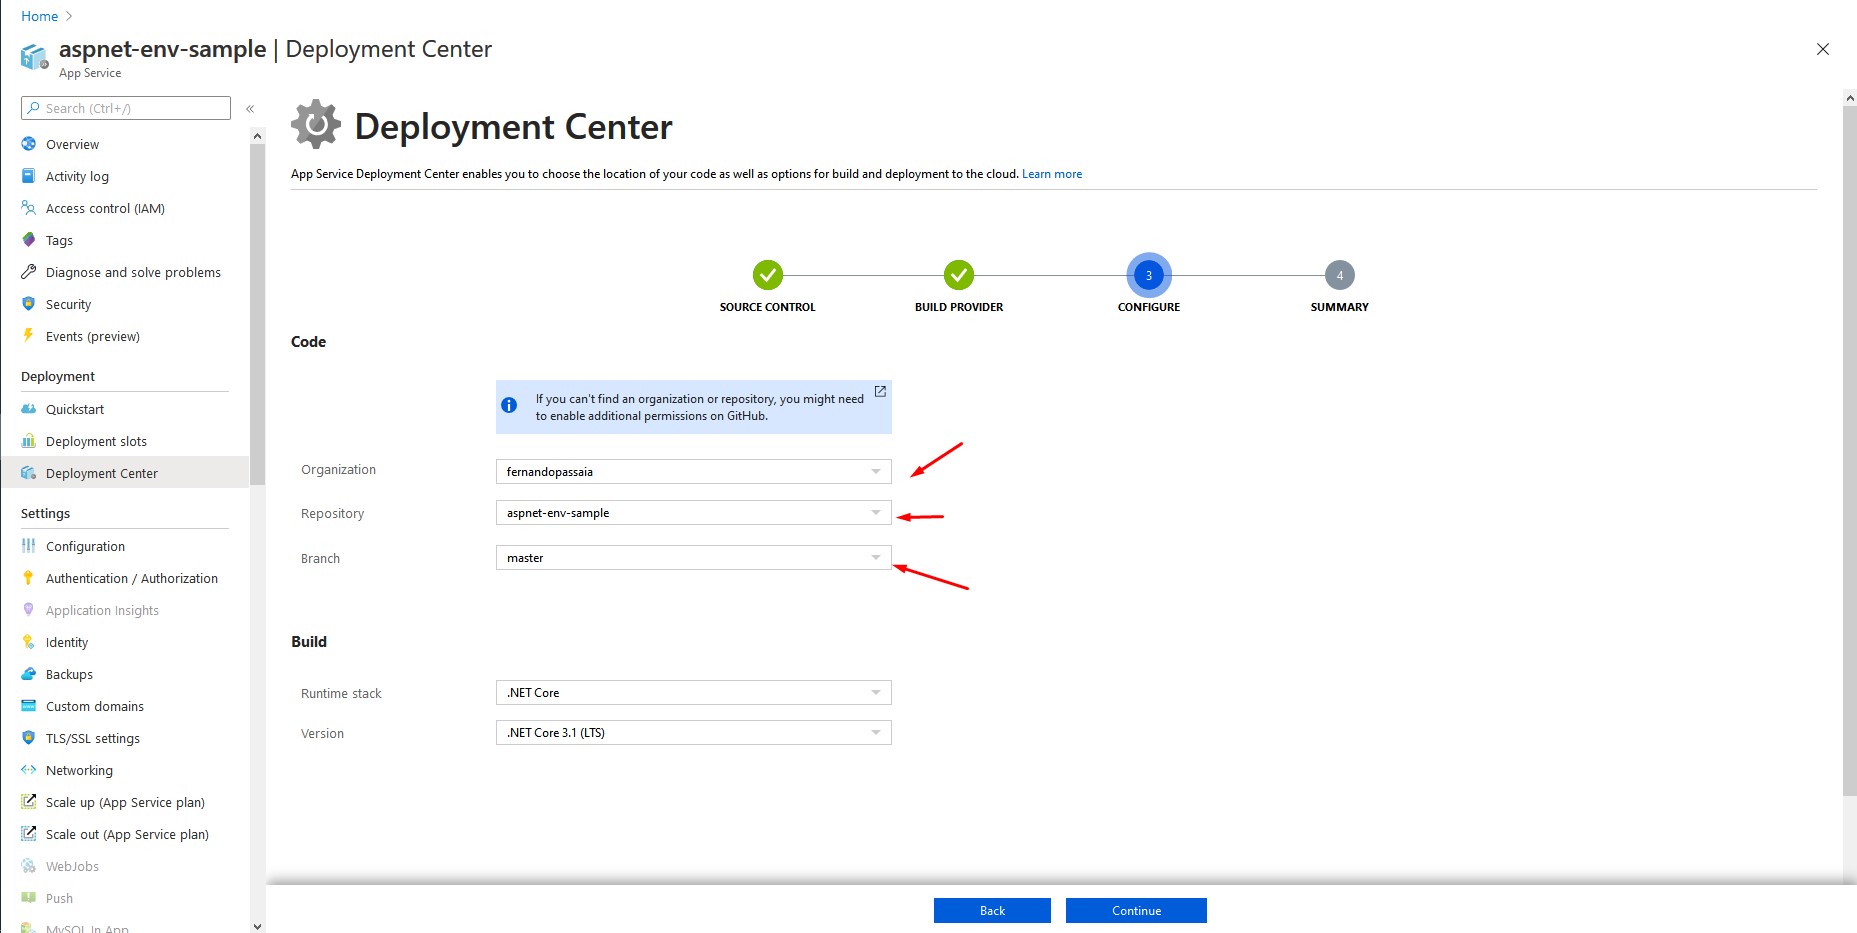 Home
aspnet-env-sample | Deployment Center
App Service
Search (Ctrl+/)
Overview
Activity log
Access control (IAM)
Tags
Diagnose and solve problems
Security
Events (preview)
Deployment
Quickstart
Deployment slots
Deployment Center
Settings
Configuration
Authentication / Authorization
Application Insights
Identity
Backups
Custom domains
TLS/SSL settings
Networking
Scale up (App Service plan)
Scale out (App Service plan)
WebJobs
Push
MySQL In App
Deployment Center
App Service Deployment Center enables you to choose the location of your code as well as options for build and deployment to the cloud. Learn more
3
4
SOURCE CONTROL
BUILD PROVIDER
CONFIGURE
SUMMARY
Code
If you can't find an organization or repository, you might need
to enable additional permissions on GitHub.
Organization
fernandopassaia
Repository
aspnet-env-sample
Branch
master
Build
Runtime stack
.NET Core
Version
.NET Core 3.1 (LTS)
Back
Continue